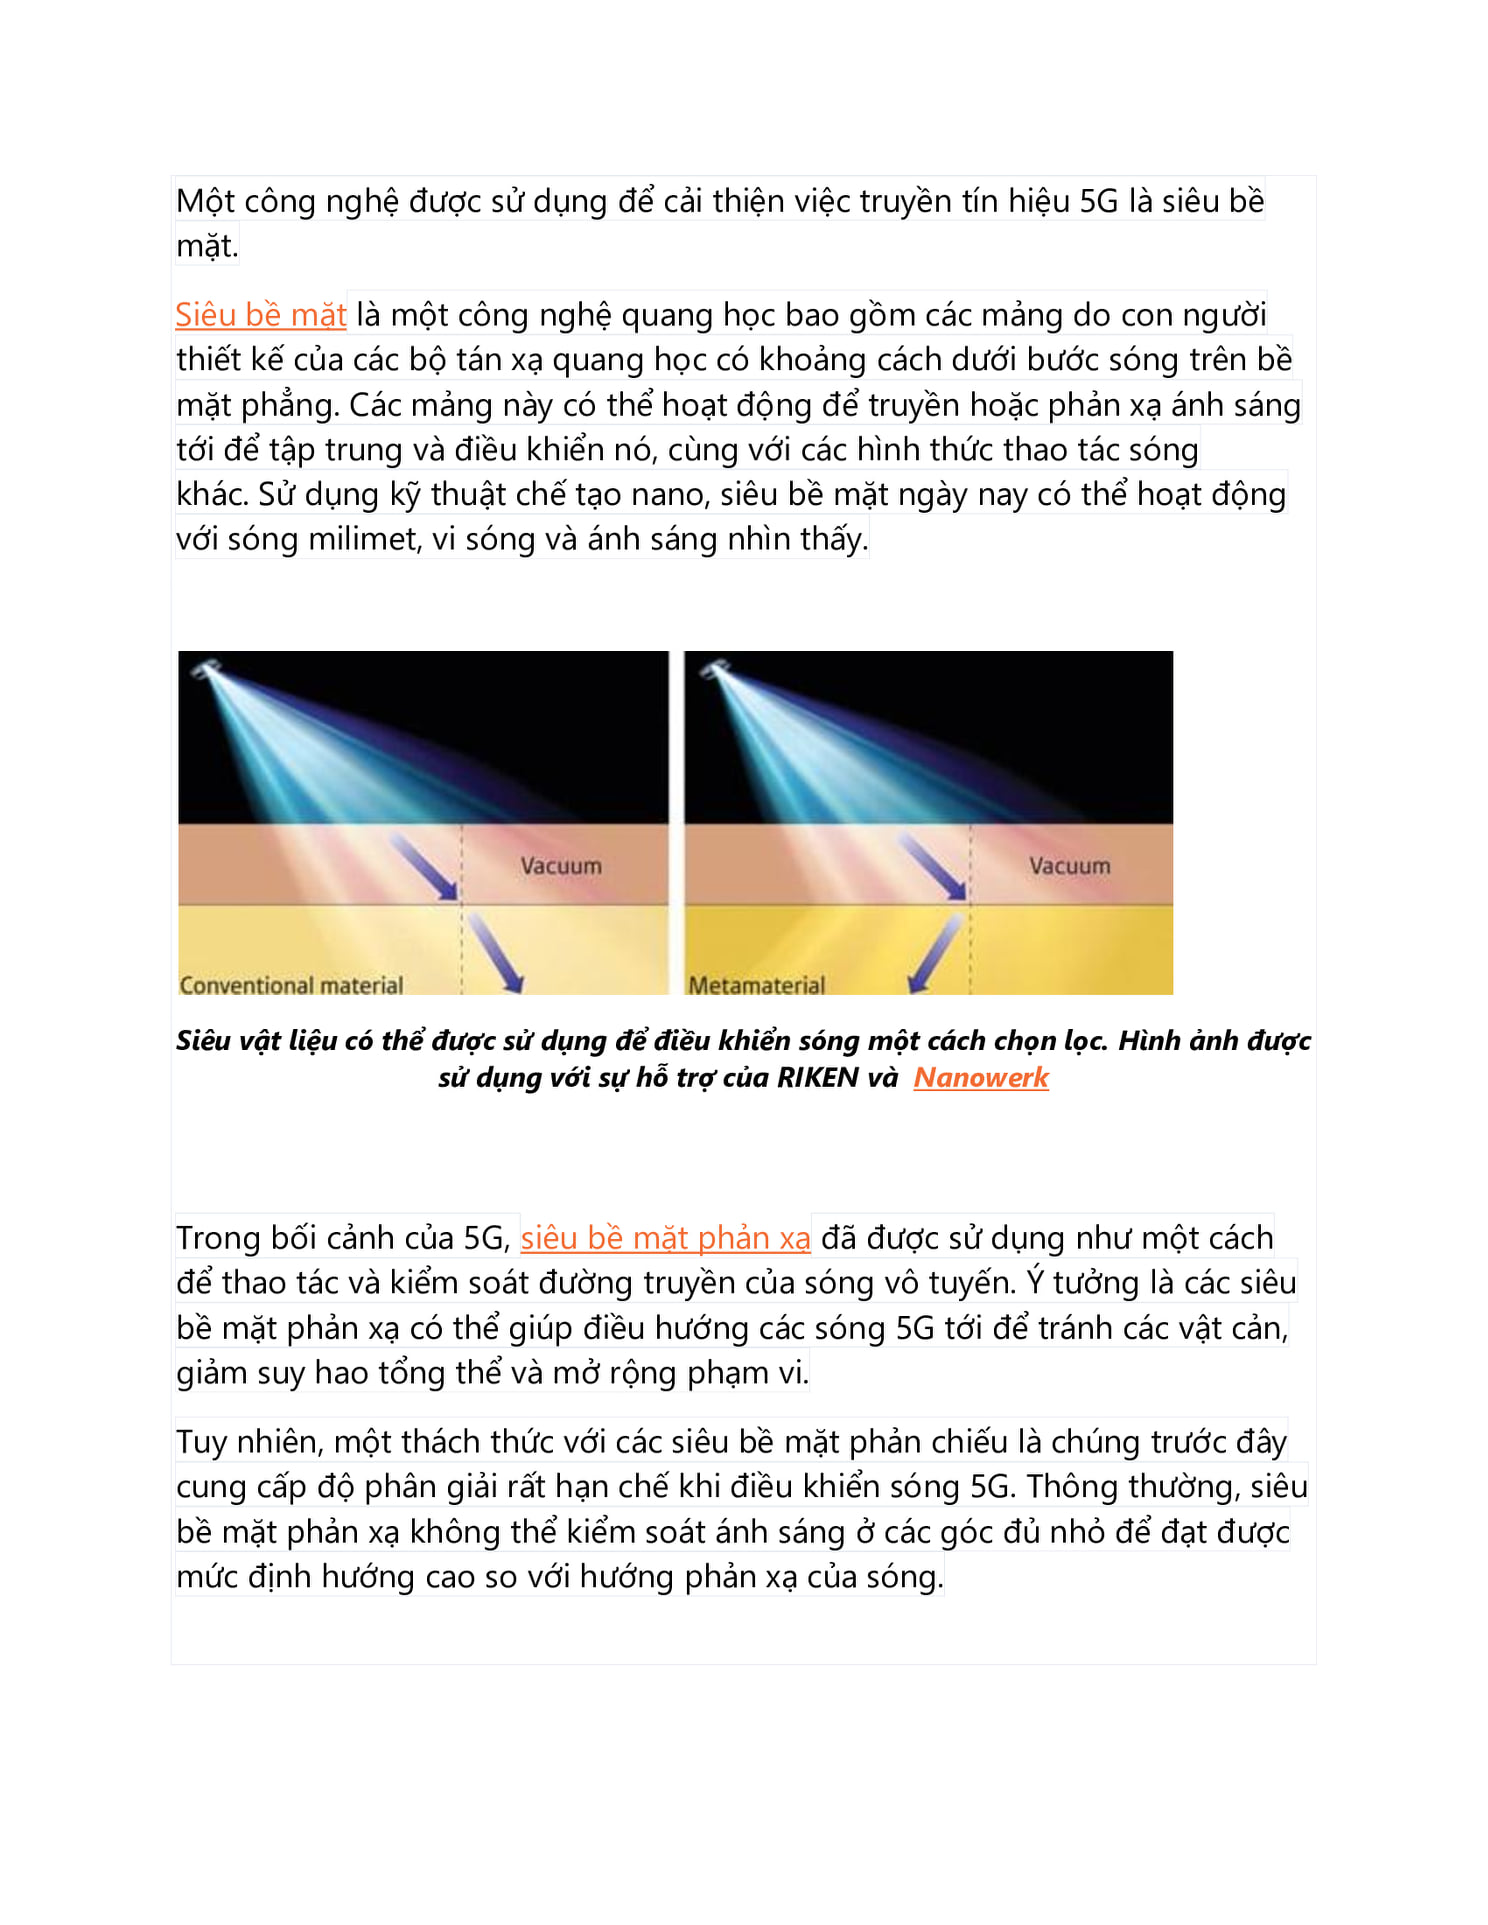 Một công nghệ được sử dụng để cải thiện việc truyền tín hiệu 5G là siêu bề
mặt.
Siêu bề mặt là một công nghệ quang học bao gồm các mảng do con người
thiết kế của các bộ tán xạ quang học có khoảng cách dưới bước sóng trên bề
mặt phẳng. Các mảng này có thể hoạt động để truyền hoặc phản xạ ánh sáng
tới để tập trung và điều khiển nó, cùng với các hình thức thao tác sóng
khác. Sử dụng kỹ thuật chế tạo nano, siêu bề mặt ngày nay có thể hoạt động
với sóng milimet, vi sóng và ánh sáng nhìn thấy.
Vacuum
Conventional material
Vacuum
Metamaterial
Siêu vật liệu có thể được sử dụng để điều khiển sóng một cách chọn lọc. Hình ảnh được
sử dụng với sự hỗ trợ của RIKEN và Nanowerk
Trong bối cảnh của 5G, siêu bề mặt phản xạ đã được sử dụng như một cách
để thao tác và kiểm soát đường truyền của sóng vô tuyến. Ý tưởng là các siêu
bề mặt phản xạ có thể giúp điều hướng các sóng 5G tới để tránh các vật cản,
giảm suy hao tổng thể và mở rộng phạm vi.
Tuy nhiên, một thách thức với các siêu bề mặt phản chiếu là chúng trước đây
cung cấp độ phân giải rất hạn chế khi điều khiển sóng 5G. Thông thường, siêu
bề mặt phản xạ không thể kiểm soát ánh sáng ở các góc đủ nhỏ để đạt được
mức định hướng cao so với hướng phản xạ của sóng.